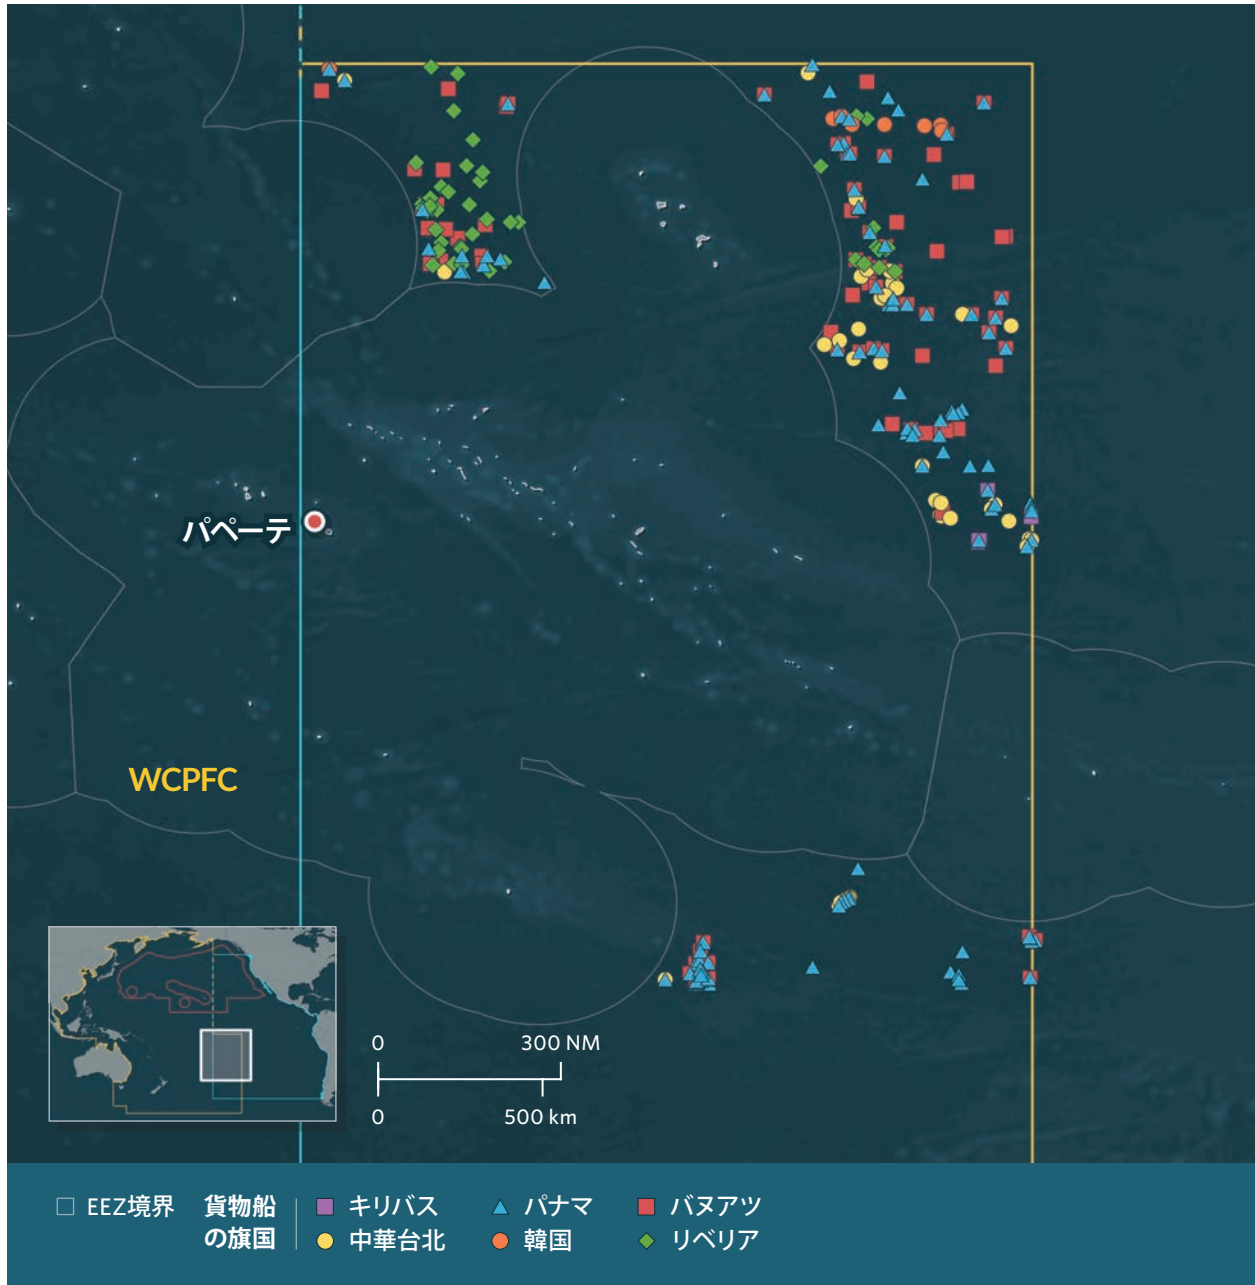 パペーテ
WCPFC
0 300 NM
0 500 km
EEZ境界
貨物船
の旗国
キリバス パナマ バヌアツ
中華台北 韓国 リベリア